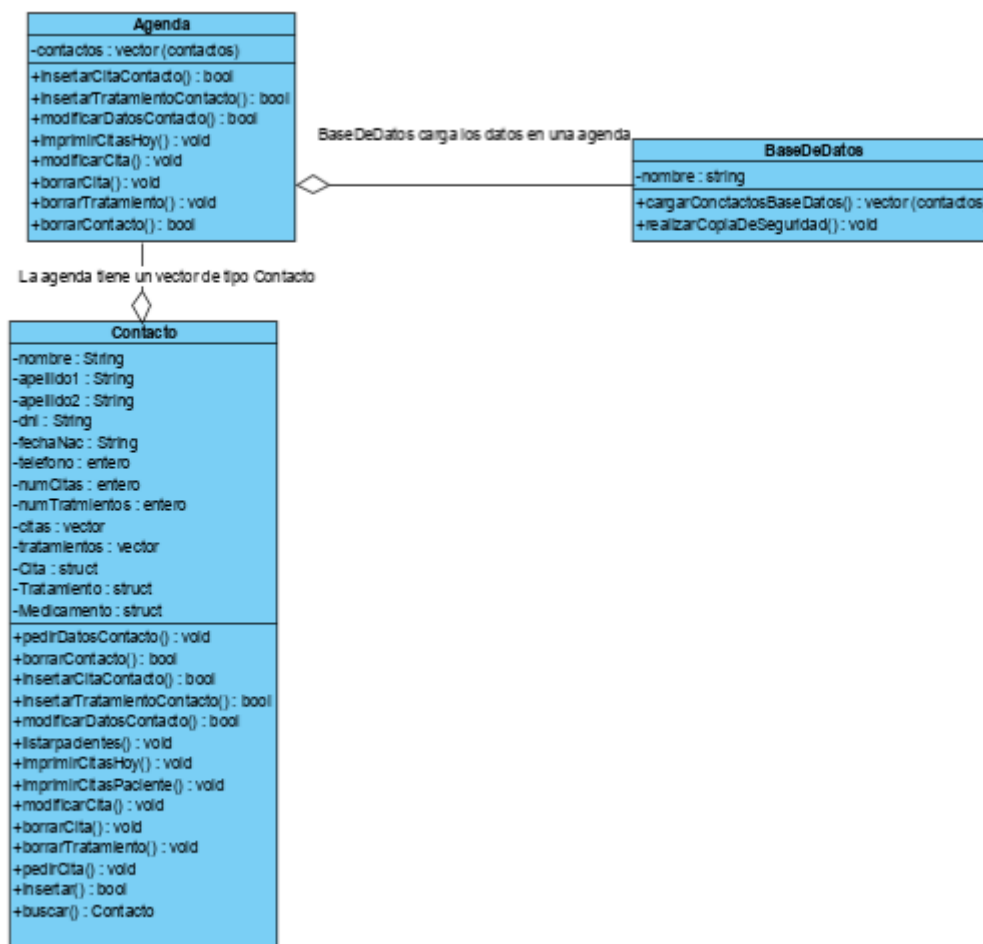 Agenda
-contactos : vector (contactos)
+insertarCitaContacto() : bool
+insertarTratamientoContacto() : bool
+modificarDatosContacto() : bool
+imprimirCitasHoy() : void
+modificarCita() : void
+borrarCita() : void
+borrarTratamiento() : void
+borrarContacto() : bool
BaseDeDatos carga los datos en una agenda
BaseDeDatos
-nombre : string
+cargarConctactosBaseDatos() : vector (contactos
+realizarCopiaDeSeguridad() : void
La agenda tiene un vector de tipo Contacto
Contacto
-nombre : String
-apellido1 : String
-apellido2 : String
-dni : String
-fechaNac : String
-telefono : entero
-numCitas : entero
-numTratmientos : entero
-citas : vector
-tratamientos : vector
-Cita : struct
-Tratamiento : struct
-Medicamento : struct
+pedirDatosContacto() : void
+borrarContacto() : bool
+insertarCitaContacto() : bool
+insertarTratamientoContacto() : bool
+modificarDatosContacto() : bool
+listarpacientes() : void
+imprimirCitasHoy() : void
+imprimirCitasPaciente() : void
+modificarCita() : void
+borrarCita() : void
+borrarTratamiento() : void
+pedirCita() : void
+insertar() : bool
+buscar() : Contacto